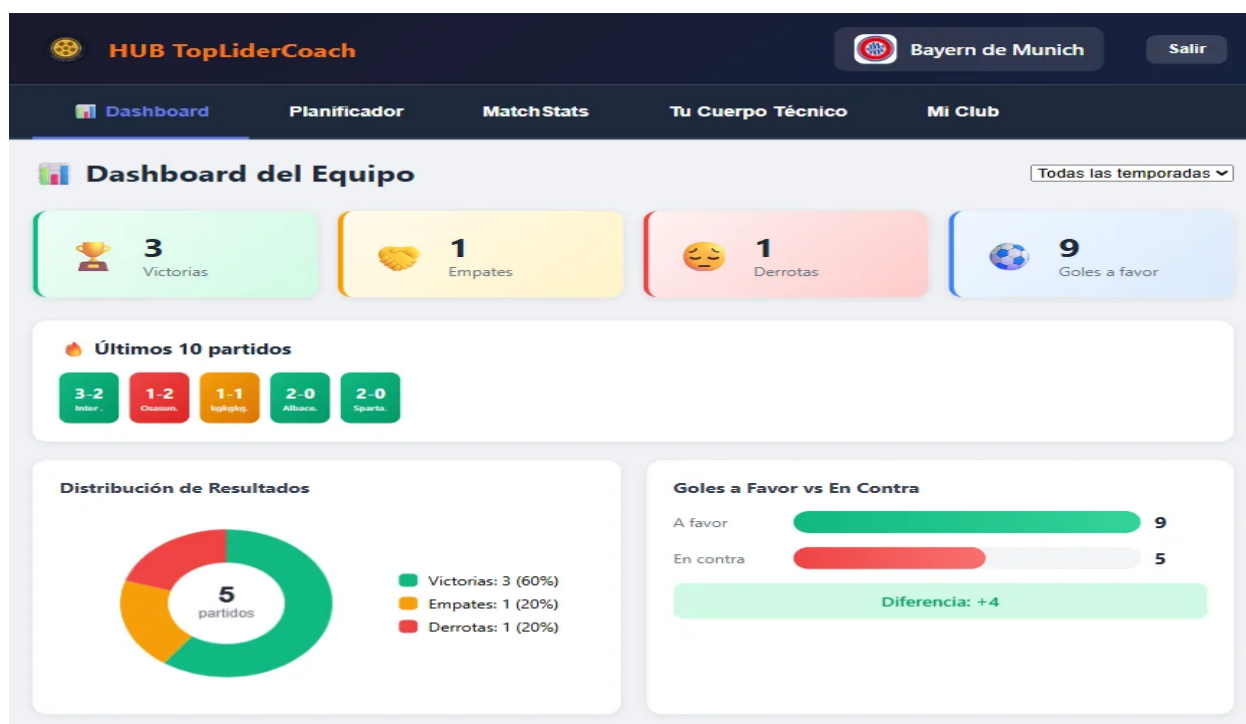 HUB TopLiderCoach
Bayern de Munich
Salir
Dashboard
Planificador
MatchStats
Tu Cuerpo Técnico
Mi Club
Dashboard del Equipo
Todas las temporadas
3
Victorias
1
Empates
1
Derrotas
9
Goles a favor
Últimos 10 partidos
3-2
Inter .
1-2
Osasun.
1-1
kgkgkg.
2-0
Albace.
2-0
Sparta.
Distribución de Resultados
5
partidos
Victorias: 3 (60%)
Empates: 1 (20%)
Derrotas: 1 (20%)
Goles a Favor vs En Contra
A favor
9
En contra
5
Diferencia: +4